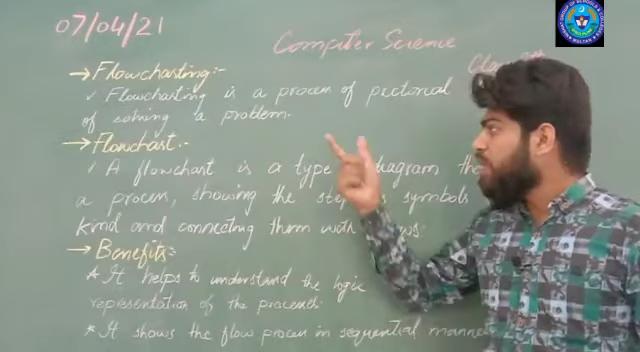 07/04/21
Computer Science
→ Flowcharting:-
✓ Flowcharting is a process of pictorial
of solving a problem.
→ Flowchart:-
✓ A flowchart is a type diagram
a process, showing the symbols
kind and connecting them with
→ Benefits:
* It helps to understand the logic
representation of the process.
* It shows the flow process in sequential manner